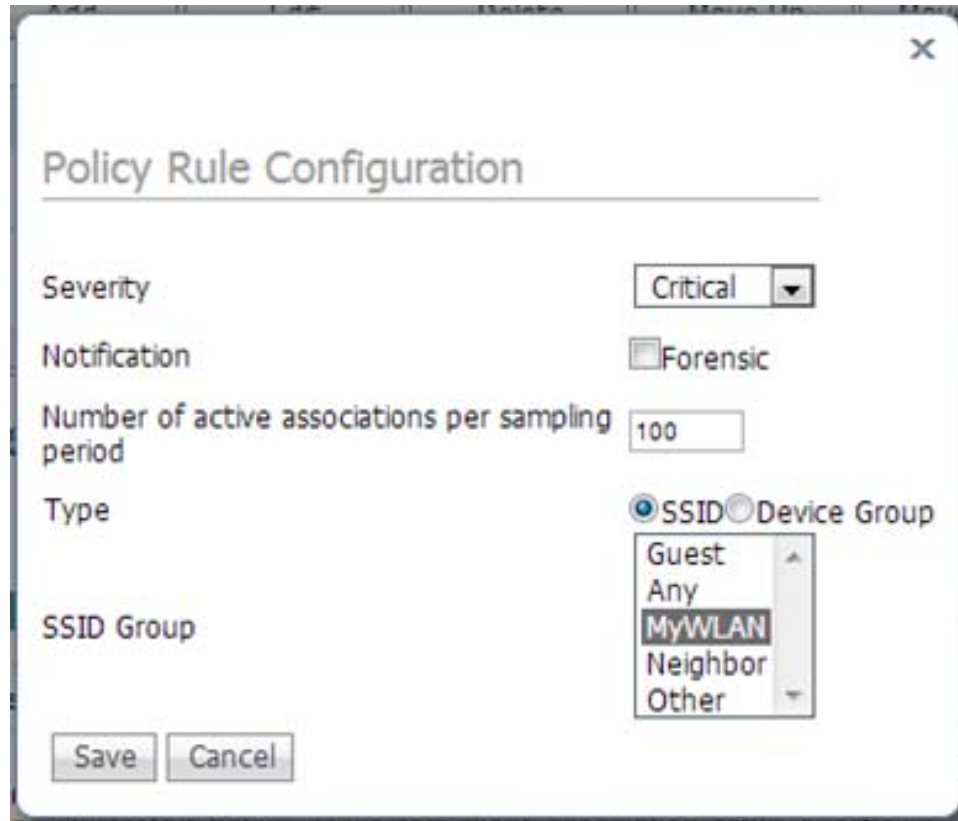 Policy Rule Configuration
Severity
Critical
Notification
Forensic
Number of active associations per sampling
period
100
Type
SSID Device Group
SSID Group
Guest
Any
MyWLAN
Neighbor
Other
Save Cancel